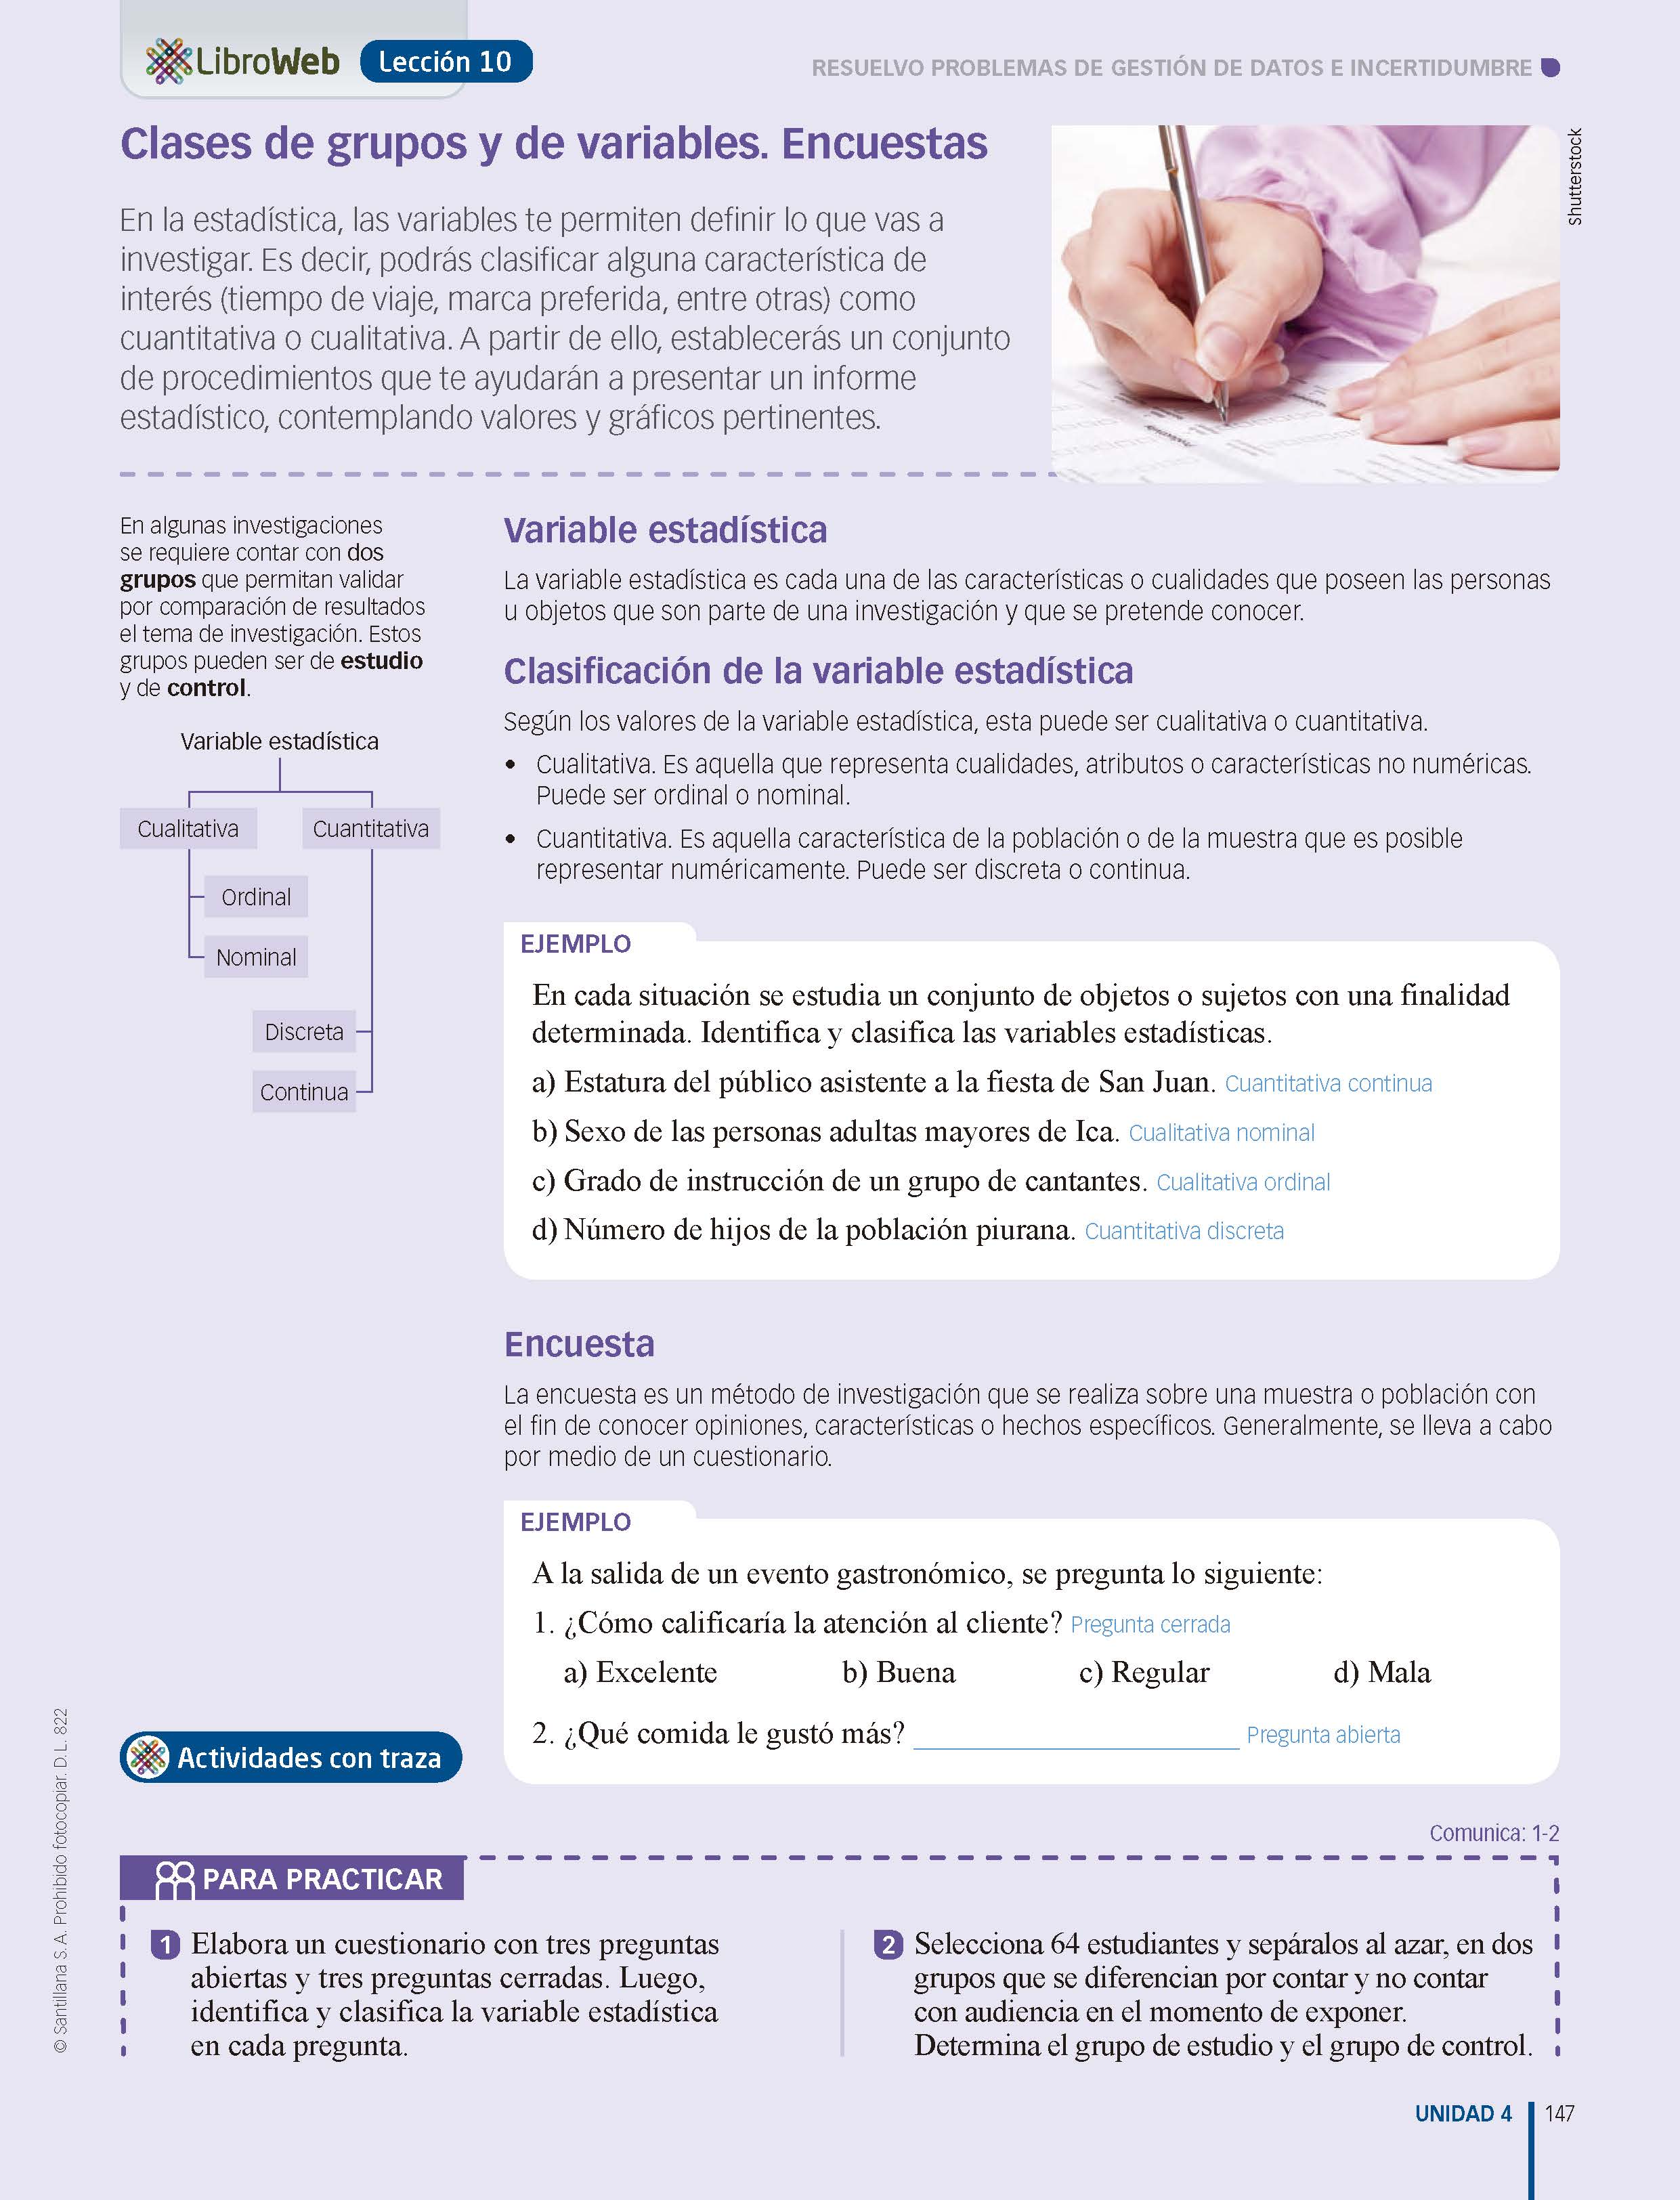 LibroWeb Lección 10
RESUELVO PROBLEMAS DE GESTIÓN DE DATOS E INCERTIDUMBRE
Clases de grupos y de variables. Encuestas
En la estadística, las variables te permiten definir lo que vas a
investigar. Es decir, podrás clasificar alguna característica de
interés (tiempo de viaje, marca preferida, entre otras) como
cuantitativa o cualitativa. A partir de ello, establecerás un conjunto
de procedimientos que te ayudarán a presentar un informe
estadístico, contemplando valores y gráficos pertinentes.
Shutterstock
En algunas investigaciones
se requiere contar con dos
grupos que permitan validar
por comparación de resultados
el tema de investigación. Estos
grupos pueden ser de estudio
y de control.
Variable estadística
Cualitativa
Cuantitativa
Ordinal
Nominal
Discreta
Continua
Variable estadística
La variable estadística es cada una de las características o cualidades que poseen las personas
u objetos que son parte de una investigación y que se pretende conocer.
Clasificación de la variable estadística
Según los valores de la variable estadística, esta puede ser cualitativa o cuantitativa.
• Cualitativa. Es aquella que representa cualidades, atributos o características no numéricas.
Puede ser ordinal o nominal.
• Cuantitativa. Es aquella característica de la población o de la muestra que es posible
representar numéricamente. Puede ser discreta o continua.
EJEMPLO
En cada situación se estudia un conjunto de objetos o sujetos con una finalidad
determinada. Identifica y clasifica las variables estadísticas.
a) Estatura del público asistente a la fiesta de San Juan. Cuantitativa continua
b) Sexo de las personas adultas mayores de Ica. Cualitativa nominal
c) Grado de instrucción de un grupo de cantantes. Cualitativa ordinal
d) Número de hijos de la población piurana. Cuantitativa discreta
Encuesta
La encuesta es un método de investigación que se realiza sobre una muestra o población con
el fin de conocer opiniones, características o hechos específicos. Generalmente, se lleva a cabo
por medio de un cuestionario.
EJEMPLO
A la salida de un evento gastronómico, se pregunta lo siguiente:
1. ¿Cómo calificaría la atención al cliente? Pregunta cerrada
a) Excelente b) Buena c) Regular d) Mala
2. ¿Qué comida le gustó más? Pregunta abierta
Actividades con traza
© Santillana S. A. Prohibido fotocopiar. D. L. 822
Comunica: 1-2
PARA PRACTICAR
1 Elabora un cuestionario con tres preguntas
abiertas y tres preguntas cerradas. Luego,
identifica y clasifica la variable estadística
en cada pregunta.
2 Selecciona 64 estudiantes y sepáralos al azar, en dos
grupos que se diferencian por contar y no contar
con audiencia en el momento de exponer.
Determina el grupo de estudio y el grupo de control.
UNIDAD 4 147